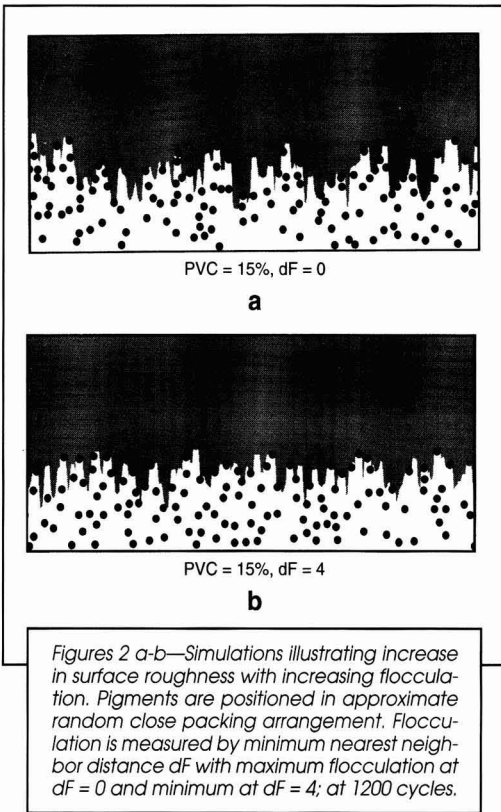 PVC = 15%, dF = 0
a
PVC = 15%, dF = 4
b
Figures 2 a-b—Simulations illustrating increase
in surface roughness with increasing floccula-
tion. Pigments are positioned in approximate
random close packing arrangement. Floccu-
lation is measured by minimum nearest neigh-
bor distance dF with maximum flocculation at
dF = 0 and minimum at dF = 4; at 1200 cycles.